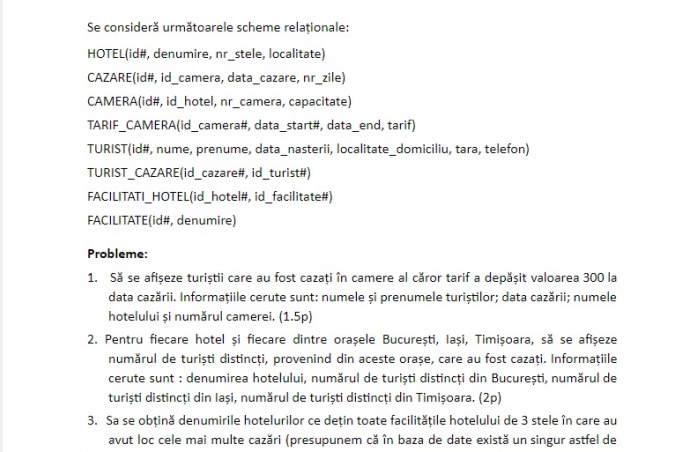 Se consideră următoarele scheme relaționale:
HOTEL(id#, denumire, nr_stele, localitate)
CAZARE(id#, id_camera, data_cazare, nr_zile)
CAMERA(id#, id_hotel, nr_camera, capacitate)
TARIF_CAMERA(id_camera#, data_start#, data_end, tarif)
TURIST(id#, nume, prenume, data_nasterii, localitate_domiciliu, tara, telefon)
TURIST_CAZARE(id_cazare#, id_turist#)
FACILITATI_HOTEL(id_hotel#, id_facilitate#)
FACILITATE(id#, denumire)
Probleme:
1. Să se afișeze turiștii care au fost cazați în camere al căror tarif a depășit valoarea 300 la
data cazării. Informațiile cerute sunt: numele și prenumele turiștilor; data cazării; numele
hotelului și numărul camerei. (1.5p)
2. Pentru fiecare hotel și fiecare dintre orașele București, Iași, Timișoara, să se afișeze
numărul de turiști distincți, provenind din aceste orașe, care au fost cazați. Informațiile
cerute sunt : denumirea hotelului, numărul de turiști distincți din București, numărul de
turiști distincți din Iași, numărul de turiști distincți din Timișoara. (2p)
3. Sa se obțină denumirile hotelurilor ce dețin toate facilitățile hotelului de 3 stele în care au
avut loc cele mai multe cazări (presupunem că în baza de date există un singur astfel de